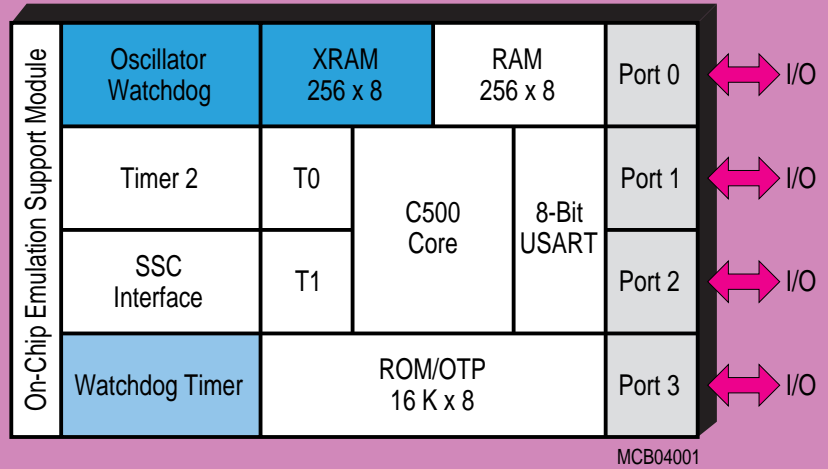 On-Chip Emulation Support Module
Oscillator
Watchdog
XRAM
256 x 8
RAM
256 x 8
Port 0
I/O
Timer 2
T0
C500
Core
8-Bit
USART
Port 1
I/O
SSC
Interface
T1
Port 2
I/O
Watchdog Timer
ROM/OTP
16 K x 8
Port 3
I/O
MCB04001